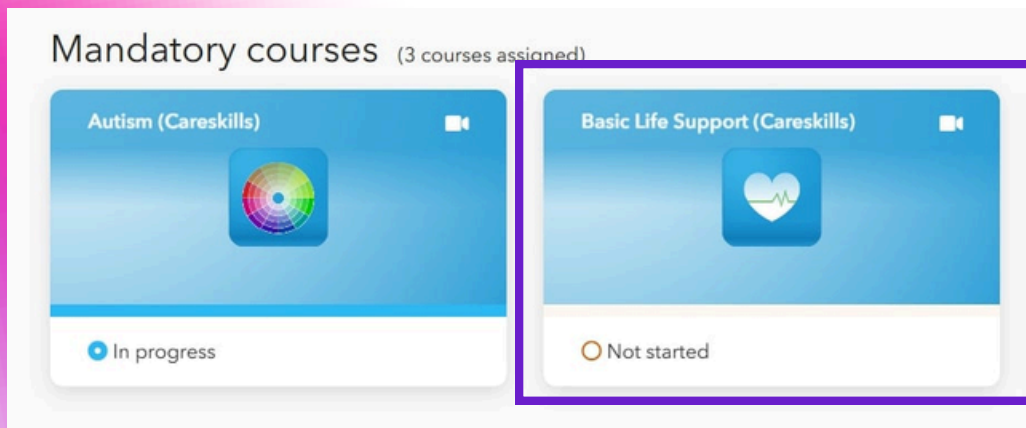 Mandatory courses (3 courses assigned)
Autism (Careskills)
Basic Life Support (Careskills)
In progress
Not started